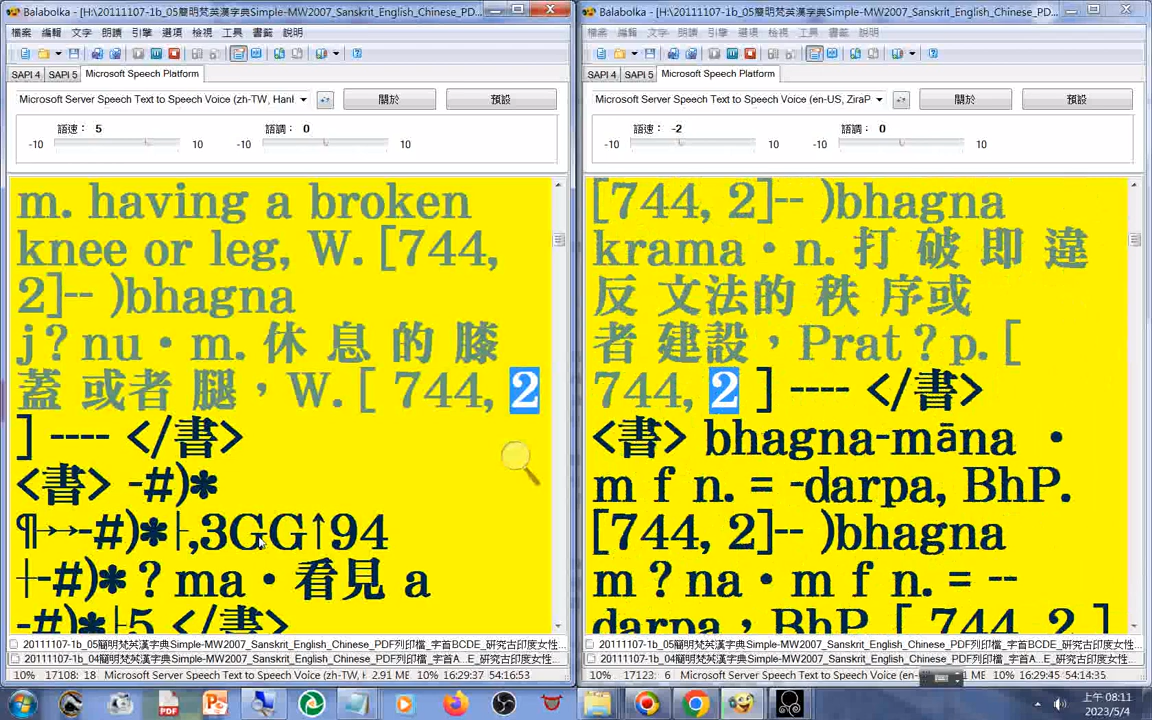 Balabolka - [H:\20111107-1b_05簡明梵英漢字典Simple-MW2007_Sanskrit_English_Chinese_PD...
檔案 編輯 文字 朗讀 引擎 選項 檢視 工具 書籤 說明
SAPI 4 SAPI 5 Microsoft Speech Platform
Microsoft Server Speech Text to Speech Voice (zh-TW, Hanl
關於 預設
語速： 5 語調： 0
-10 10 -10 10
m. having a broken
knee or leg, W. [744,
2]-- )bhagna
j？nu・m. 休 息 的 膝
蓋 或者 腿，W. [ 744, 2
] ---- </書>
<書> -#)✽
¶→→-#)✽├,3GG↑94
┼-#)✽？ma・看見 a
-#)✽├5 </書>
20111107-1b_05簡明梵英漢字典Simple-MW2007_Sanskrit_English_Chinese_PDF列印檔_字首BCDE_研究古印度女性...
20111107-1b_04簡明梵英漢字典Simple-MW2007_Sanskrit_English_Chinese_PDF列印檔_字首A...E_研究古印度女性...
10% 17108: 18 Microsoft Server Speech Text to Speech Voice (zh-TW, 2.91 MB 10% 16:29:37 54:16:53
Balabolka - [H:\20111107-1b_05簡明梵英漢字典Simple-MW2007_Sanskrit_English_Chinese_PD...
檔案 編輯 文字 朗讀 引擎 選項 檢視 工具 書籤 說明
SAPI 4 SAPI 5 Microsoft Speech Platform
Microsoft Server Speech Text to Speech Voice (en-US, ZiraP
關於 預設
語速： -2 語調： 0
-10 10 -10 10
[744, 2]-- )bhagna
krama・n. 打 破 即 違
反 文法的 秩 序或
者 建設，Prat？p. [
744, 2 ] ---- </書>
<書> bhagna-māna ・
m f n. = -darpa, BhP.
[744, 2]-- )bhagna
m？na・m f n. = --
darpa，BhP. [ 744, 2 ]
20111107-1b_05簡明梵英漢字典Simple-MW2007_Sanskrit_English_Chinese_PDF列印檔_字首BCDE_研究古印度女性...
20111107-1b_04簡明梵英漢字典Simple-MW2007_Sanskrit_English_Chinese_PDF列印檔_字首A...E_研究古印度女性...
10% 17123: 6 Microsoft Server Speech Text to Speech Voice (en-US, ME 10% 16:29:45 54:14:35
PDF
上午 08:11
2023/5/4